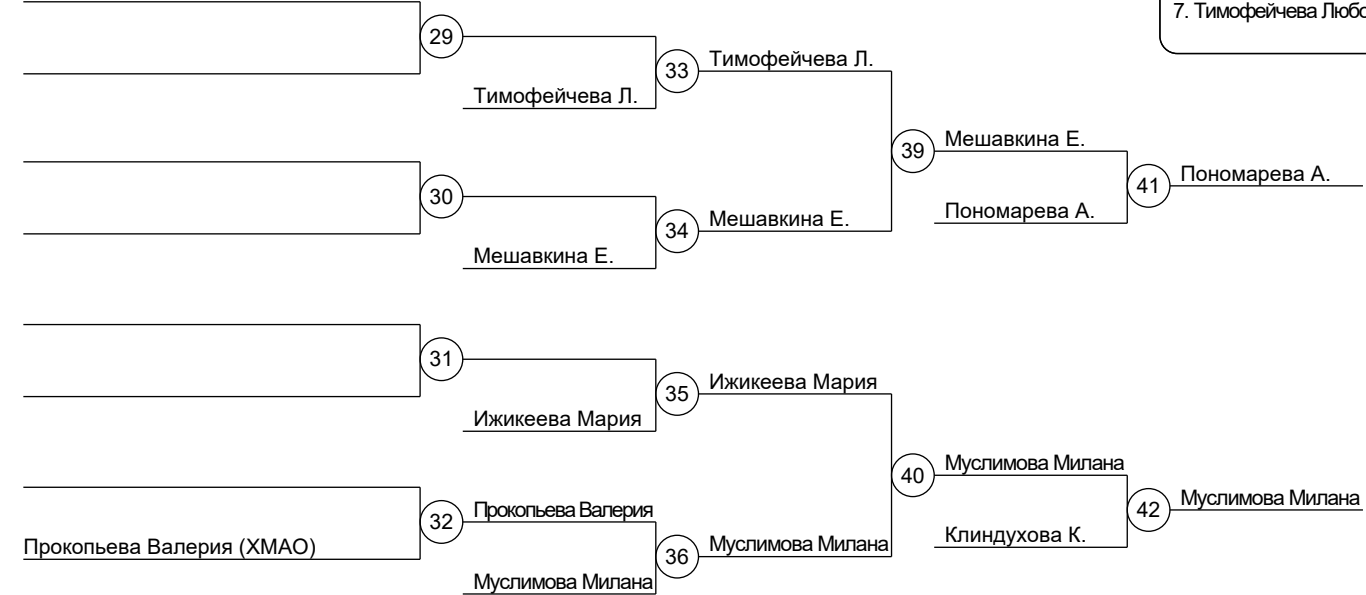 7. Тимофейчева Любо
29
Тимофейчева Л.
33
Тимофейчева Л.
30
Мешавкина Е.
34
Мешавкина Е.
39
Мешавкина Е.
Пономарева А.
41
Пономарева А.
31
Ижикеева Мария
35
Ижикеева Мария
Прокопьева Валерия (ХМАО)
32
Прокопьева Валерия
Муслимова Милана
36
Муслимова Милана
40
Муслимова Милана
Клиндухова К.
42
Муслимова Милана